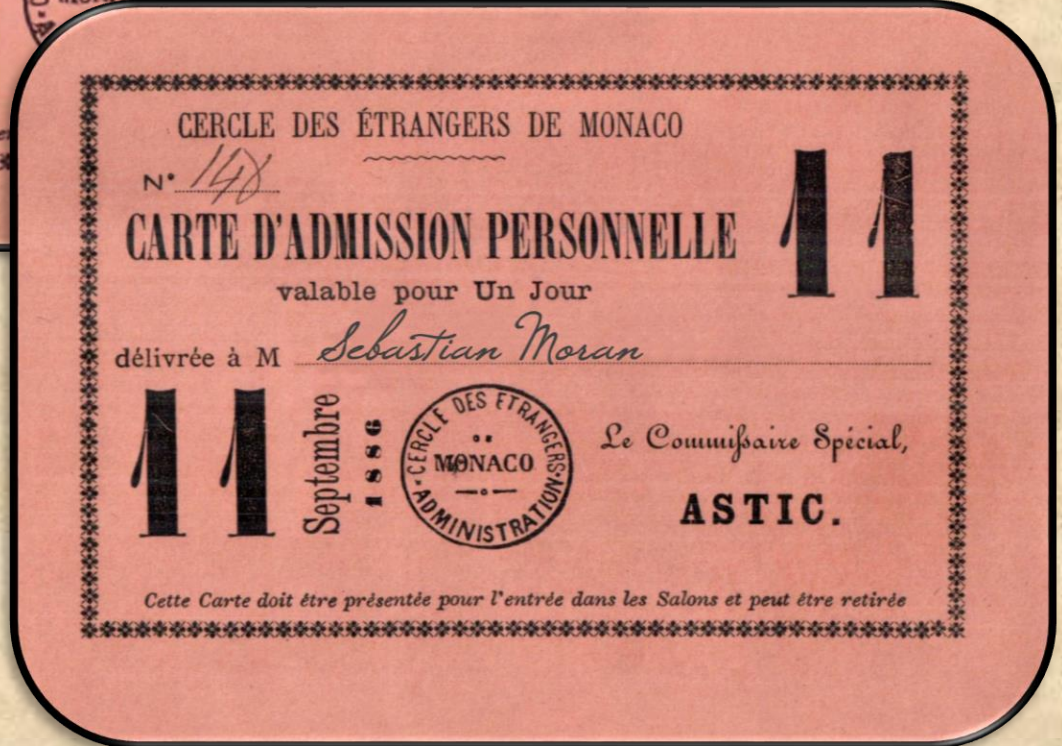 CERCLE DES ÉTRANGERS DE MONACO
N°
CARTE D'ADMISSION PERSONNELLE
11
valable pour Un Jour
délivrée à M Sebastian Moran
11
Septembre
1886
CERCLE DES ETRANGERS
DE
MONACO
ADMINISTRATION
Le Commiſsaire Spécial,
ASTIC.
Cette Carte doit être présentée pour l'entrée dans les Salons et peut être retirée